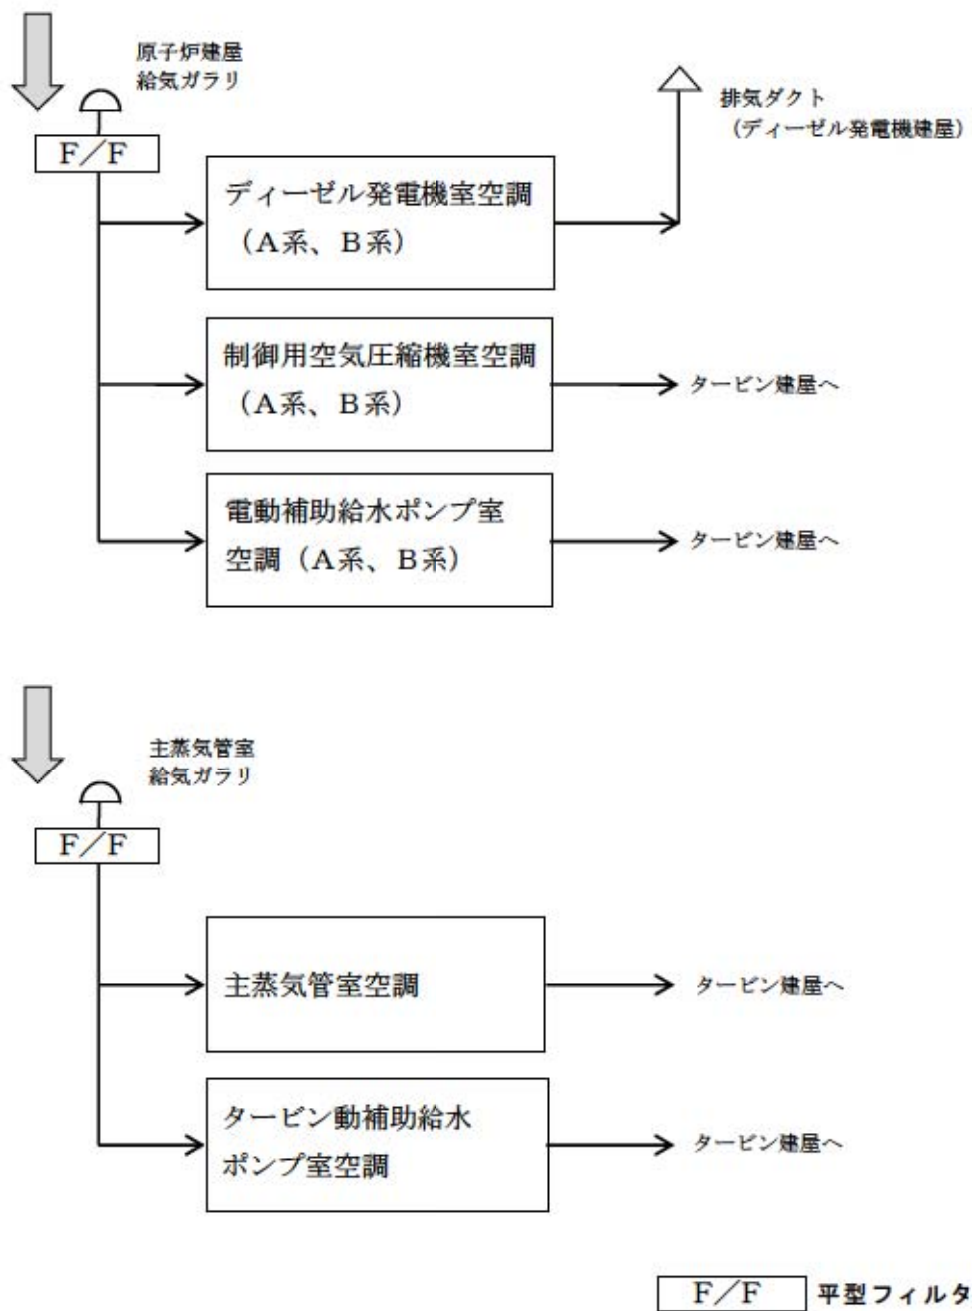 原子炉建屋
給気ガラリ
F／F
排気ダクト
（ディーゼル発電機建屋）
ディーゼル発電機室空調
（A系、B系）
制御用空気圧縮機室空調
（A系、B系）
タービン建屋へ
電動補助給水ポンプ室
空調（A系、B系）
タービン建屋へ
主蒸気管室
給気ガラリ
F／F
主蒸気管室空調
タービン建屋へ
タービン動補助給水
ポンプ室空調
タービン建屋へ
F／F 平型フィルタ